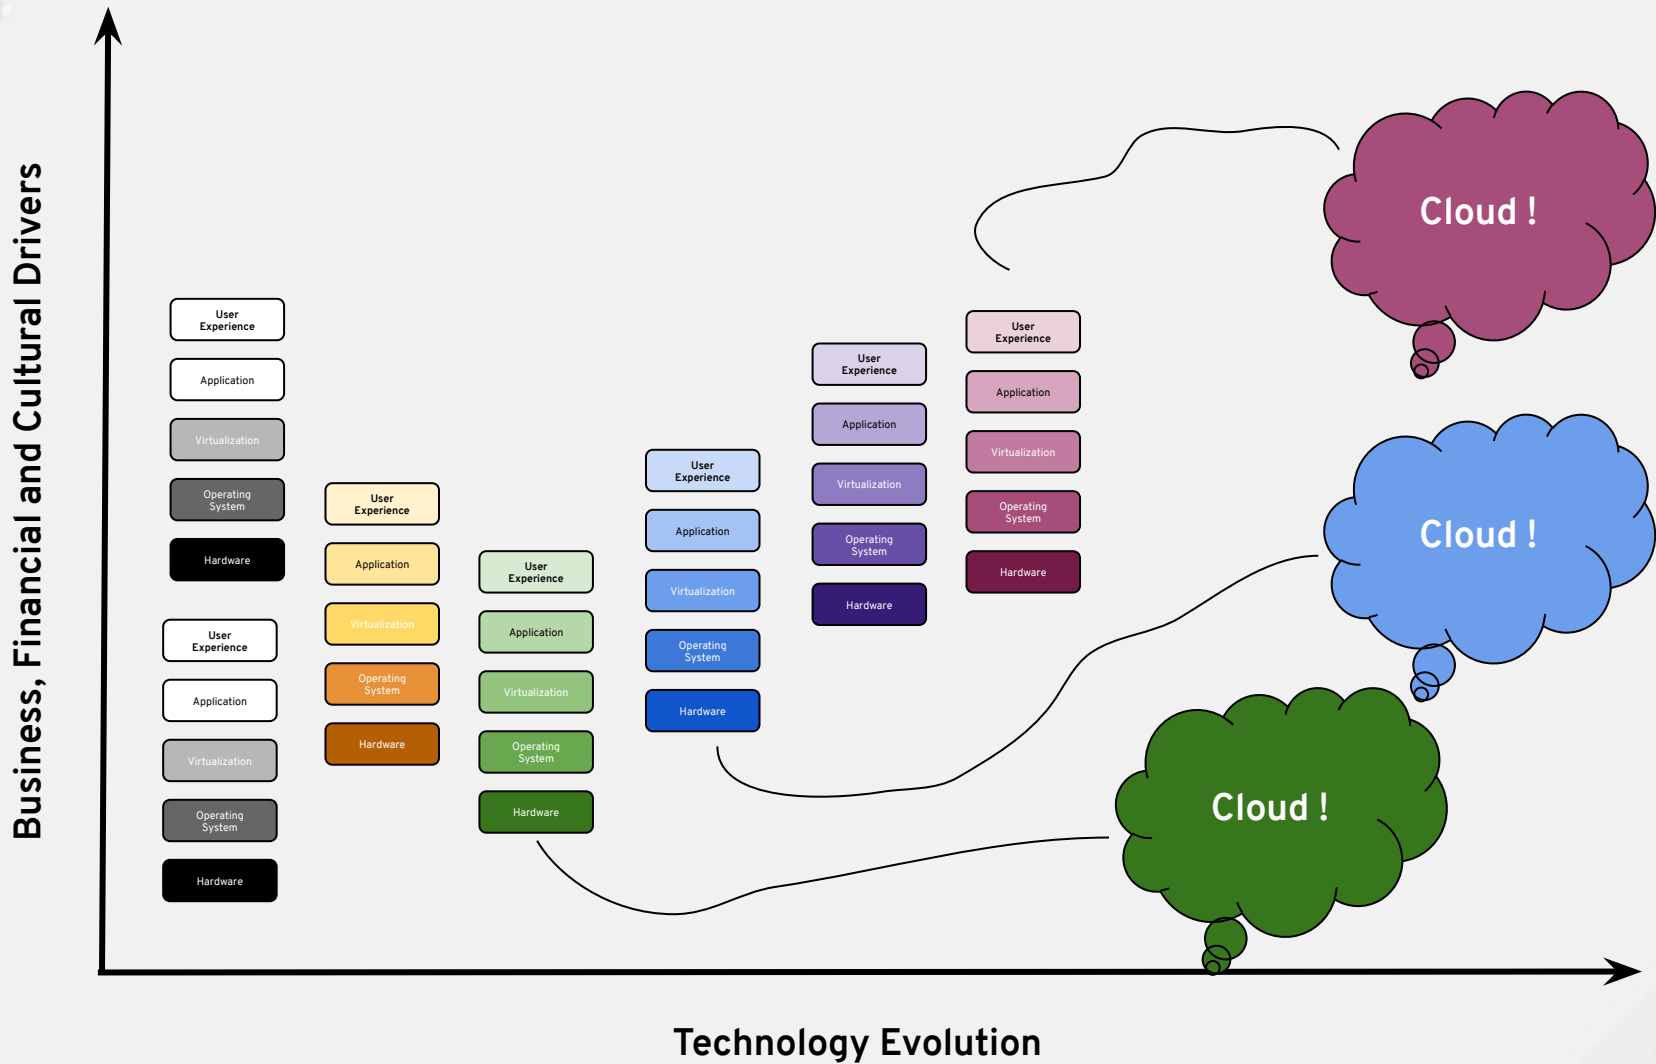 Business, Financial and Cultural Drivers
User
Experience
Application
Virtualization
Operating
System
Hardware
User
Experience
Application
Virtualization
Operating
System
Hardware
User
Experience
Application
Virtualization
Operating
System
Hardware
User
Experience
Application
Virtualization
Operating
System
Hardware
User
Experience
Application
Virtualization
Operating
System
Hardware
User
Experience
Application
Virtualization
Operating
System
Hardware
User
Experience
Application
Virtualization
Operating
System
Hardware
Cloud !
Cloud !
Cloud !
Technology Evolution